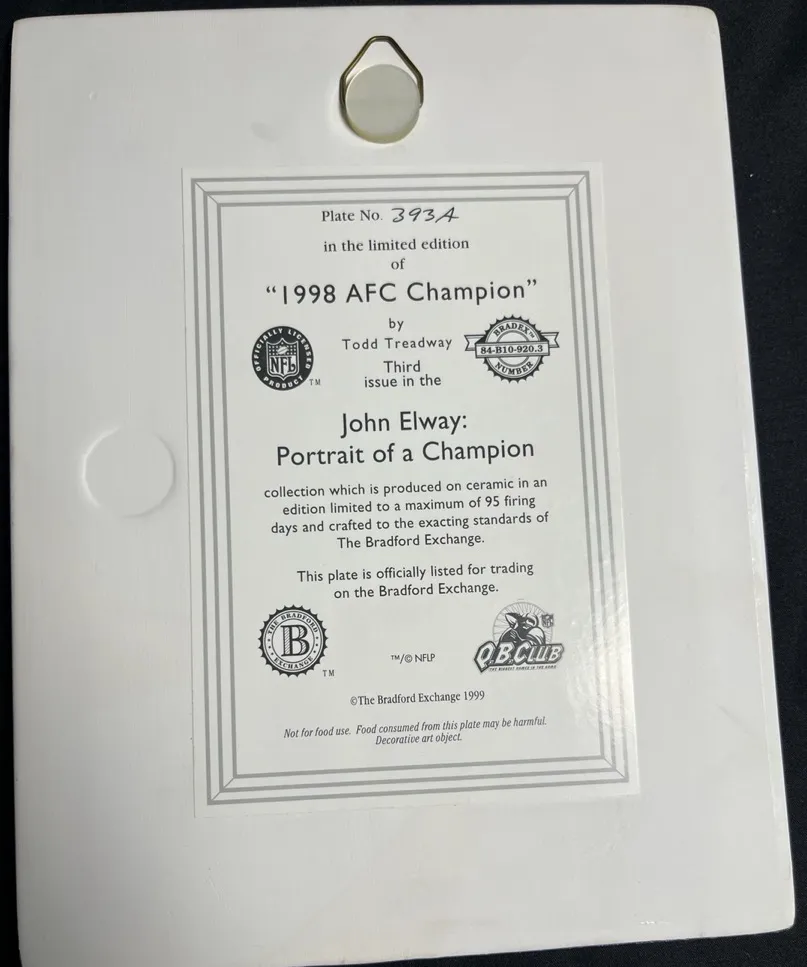 Plate No. 393A
in the limited edition
of
"1998 AFC Champion"
by
Todd Treadway
Third
issue in the
OFFICIALLY LICENSED
NFL
PRODUCT
TM
BRADEX™
84-B10-920.3
NUMBER
John Elway:
Portrait of a Champion
collection which is produced on ceramic in an
edition limited to a maximum of 95 firing
days and crafted to the exacting standards of
The Bradford Exchange.
This plate is officially listed for trading
on the Bradford Exchange.
THE BRADFORD
B
EXCHANGE
TM
™/© NFLP
NFL
Q.B.CLUB
©The Bradford Exchange 1999
Not for food use. Food consumed from this plate may be harmful.
Decorative art object.